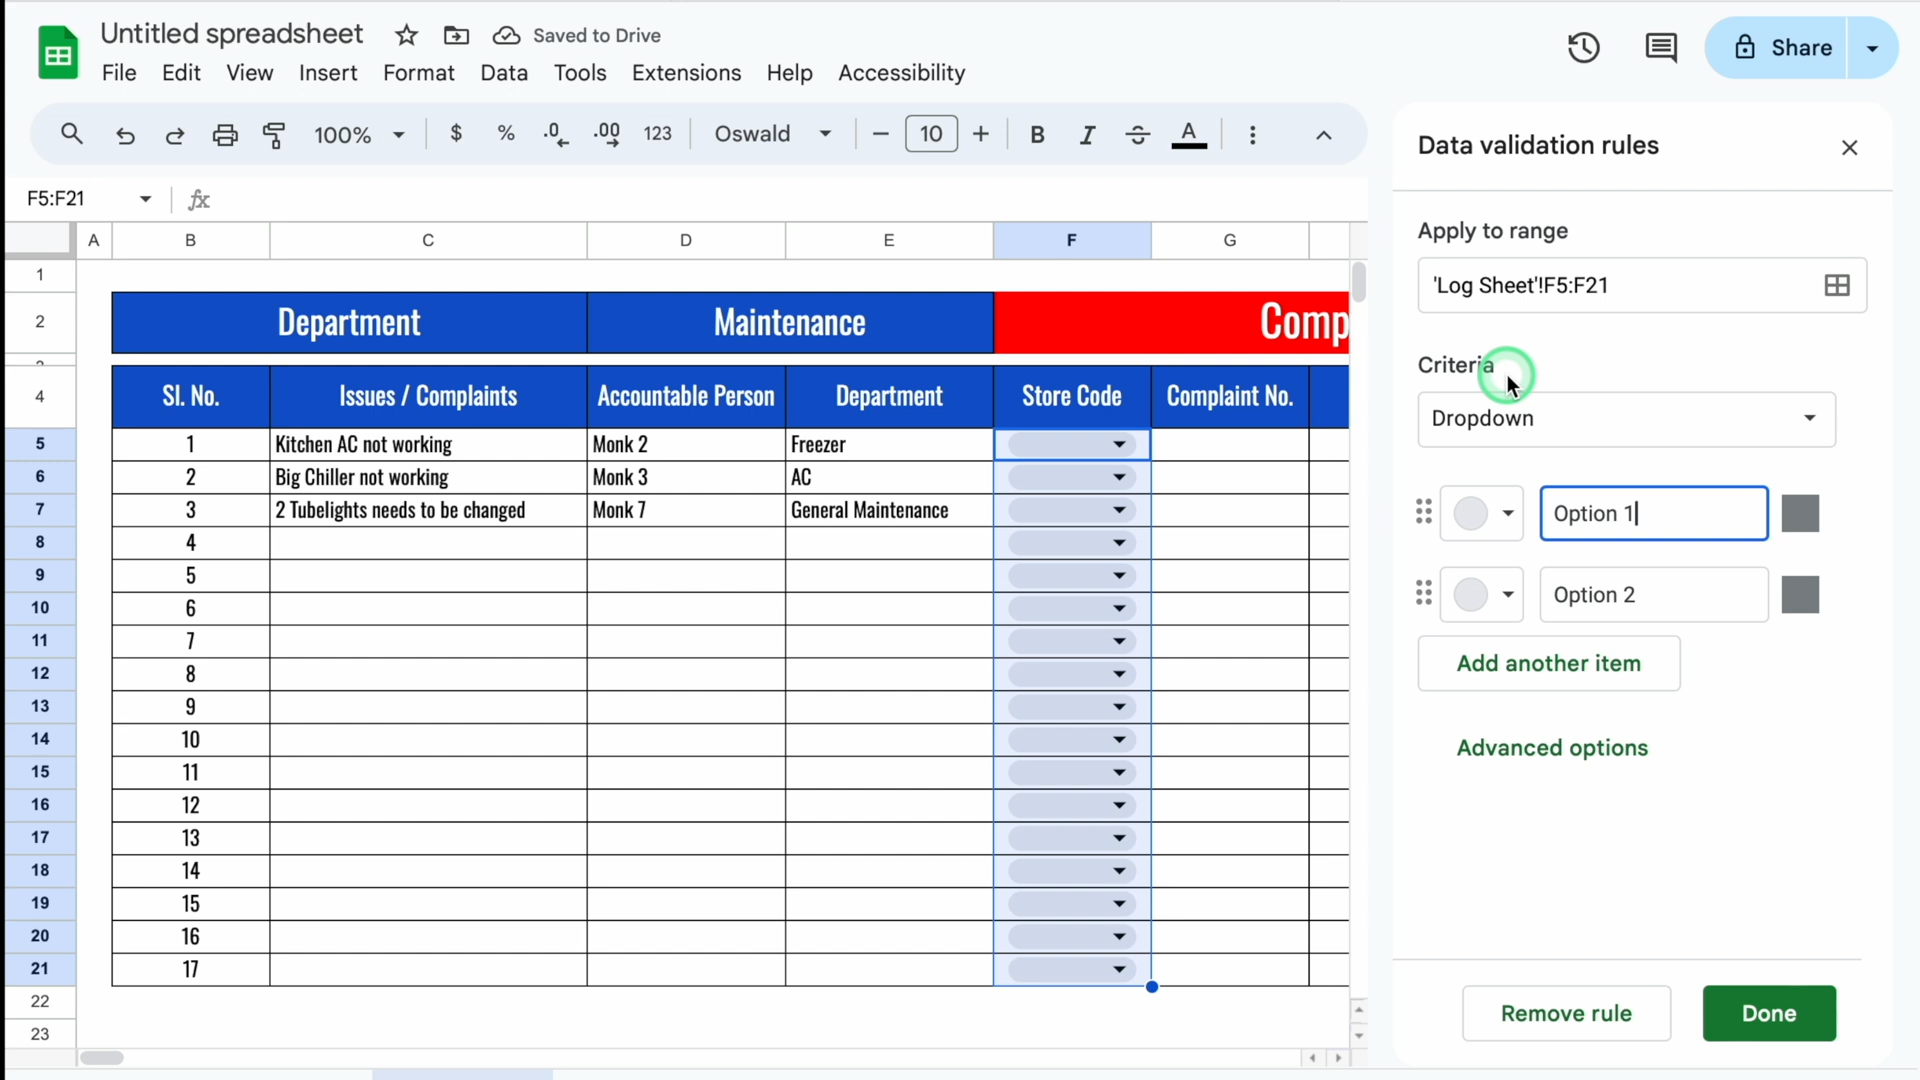 Untitled spreadsheet
Saved to Drive
File Edit View Insert Format Data Tools Extensions Help Accessibility
Share
100% $ % .0 .00 123 Oswald 10 B I S A
F5:F21 fx
A B C D E F G
1
2 Department Maintenance Comp
4 Sl. No. Issues / Complaints Accountable Person Department Store Code Complaint No.
5 1 Kitchen AC not working Monk 2 Freezer
6 2 Big Chiller not working Monk 3 AC
7 3 2 Tubelights needs to be changed Monk 7 General Maintenance
8 4
9 5
10 6
11 7
12 8
13 9
14 10
15 11
16 12
17 13
18 14
19 15
20 16
21 17
22
23
Data validation rules
Apply to range
'Log Sheet'!F5:F21
Criteria
Dropdown
Option 1
Option 2
Add another item
Advanced options
Remove rule Done